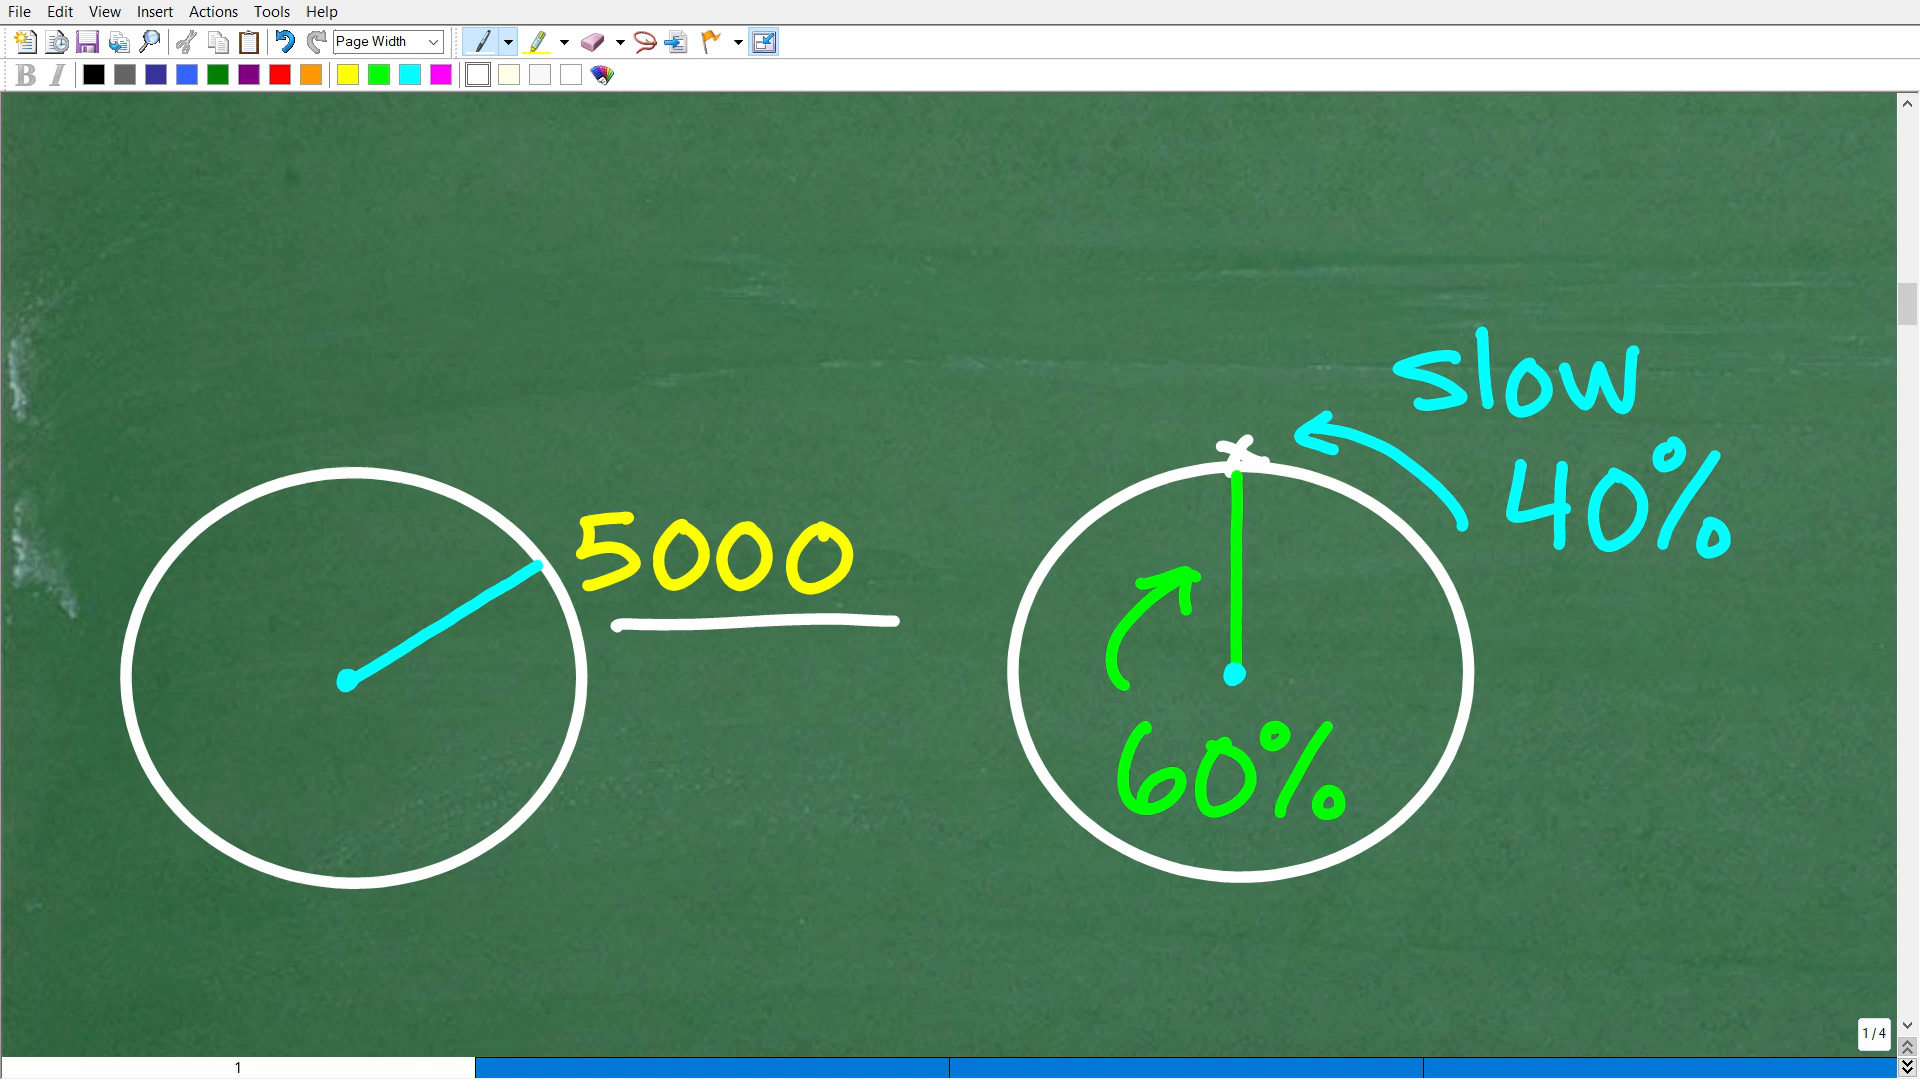 File Edit View Insert Actions Tools Help
Page Width
B I
slow
40%
5000
60%
1 / 4
1